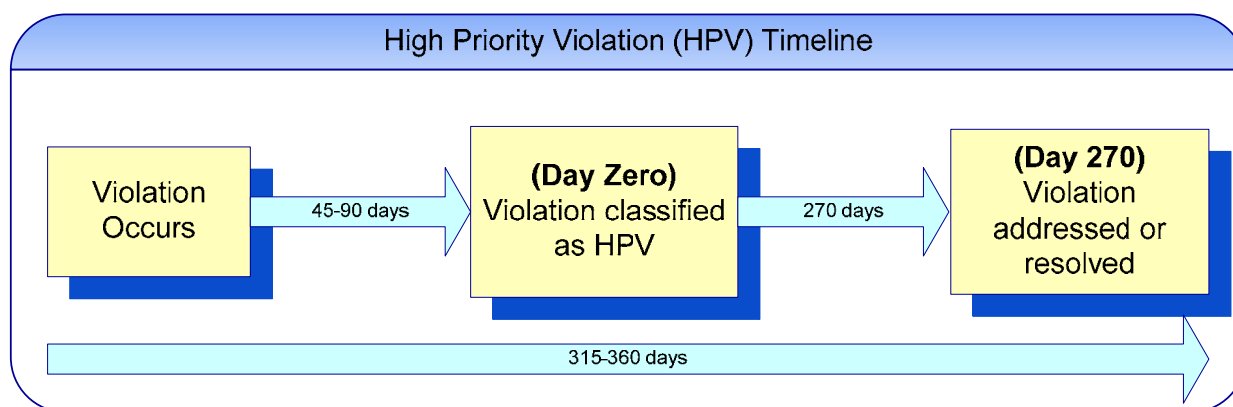 High Priority Violation (HPV) Timeline
Violation
Occurs
45-90 days
(Day Zero)
Violation classified
as HPV
270 days
(Day 270)
Violation
addressed or
resolved
315-360 days